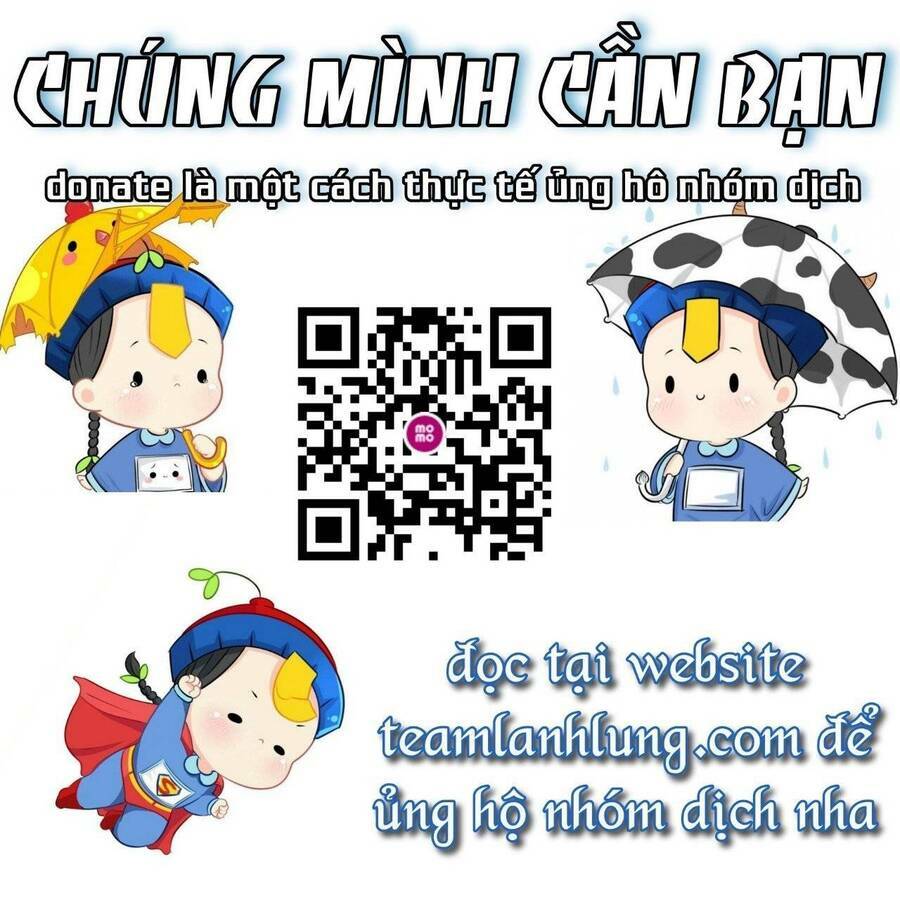 CHÚNG MÌNH CẦN BẠN
donate là một cách thực tế ủng hô nhóm dịch
mo
mo
S
đọc tại website
teamlanhlung.com để
ủng hộ nhóm dịch nha